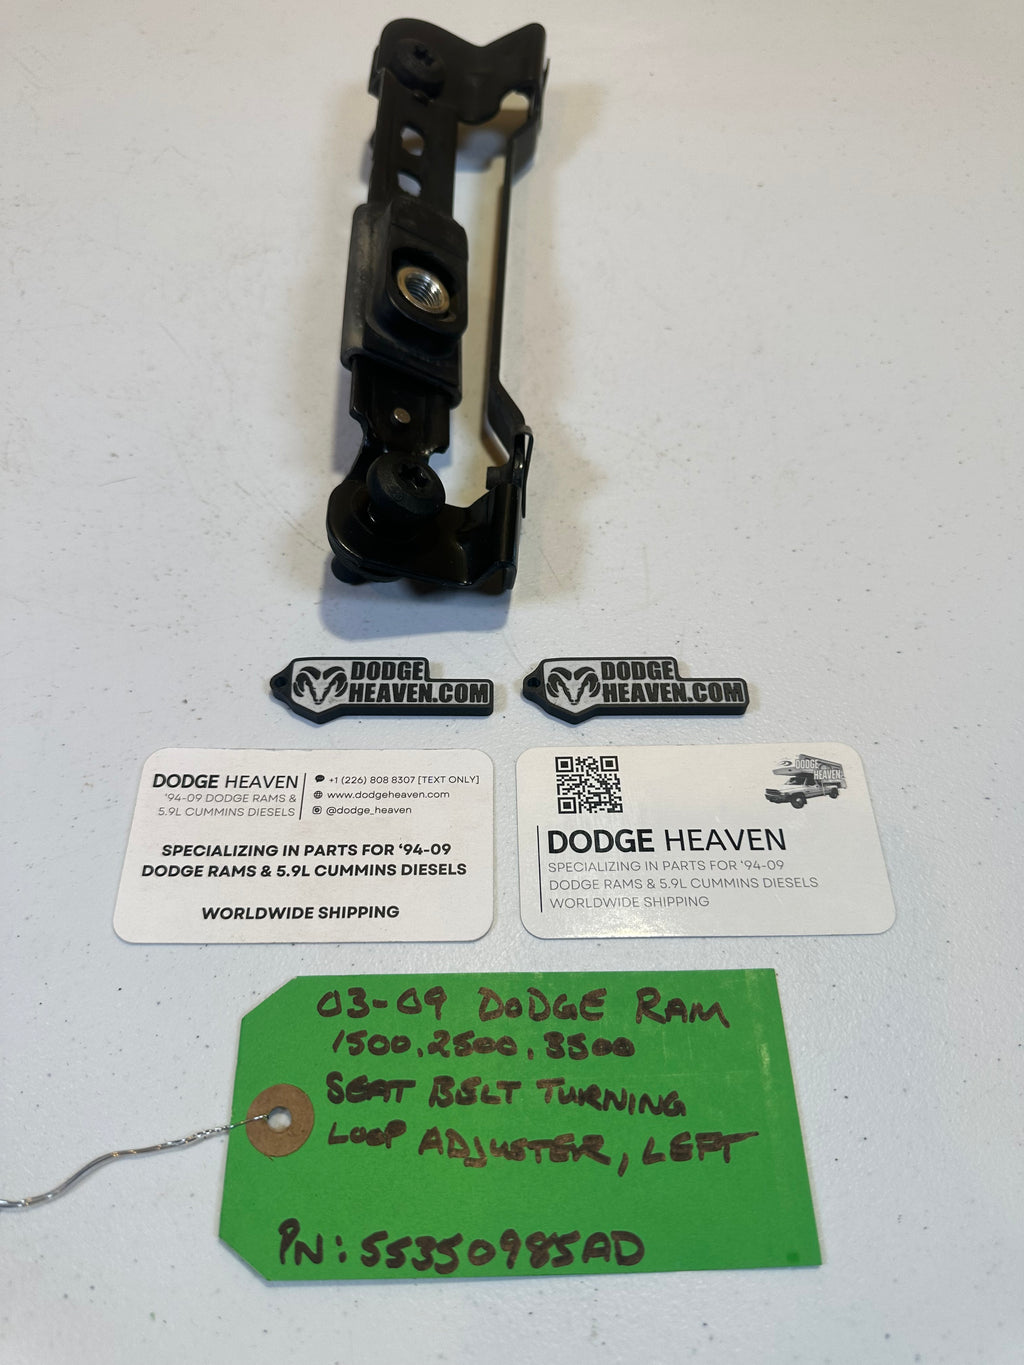 DODGE
HEAVEN.COM
DODGE
HEAVEN.COM
DODGE HEAVEN
'94-09 DODGE RAMS &
5.9L CUMMINS DIESELS
+1 (226) 808 8307 [TEXT ONLY]
www.dodgeheaven.com
@dodge_heaven
SPECIALIZING IN PARTS FOR ‘94-09
DODGE RAMS & 5.9L CUMMINS DIESELS
WORLDWIDE SHIPPING
DODGE
HEAVEN
DODGE HEAVEN
SPECIALIZING IN PARTS FOR ‘94-09
DODGE RAMS & 5.9L CUMMINS DIESELS
WORLDWIDE SHIPPING
03-09 DODGE RAM
1500, 2500, 3500
SEAT BELT TURNING
LOOP ADJUSTER, LEFT
PN: 55350985AD